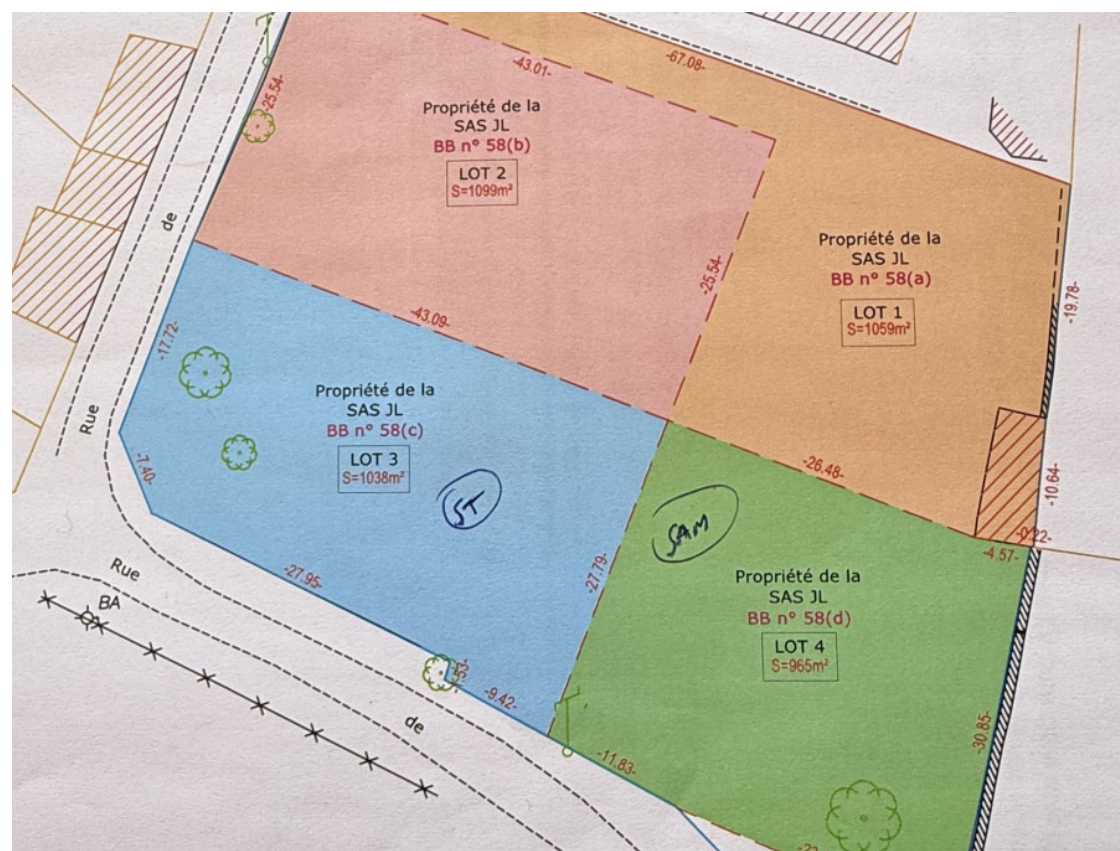 -67.08-
-43.01-
-25.54-
Propriété de la
SAS JL
BB n° 58(b)
LOT 2
S=1099m²
de
Propriété de la
SAS JL
BB n° 58(a)
LOT 1
S=1059m²
-25.54-
-19.78-
-43.09-
-17.72-
Rue
Propriété de la
SAS JL
BB n° 58(c)
LOT 3
S=1038m²
ST
-7.40-
-26.48-
-10.64-
SAM
-0.22-
-4.57-
-27.95-
-27.79-
Propriété de la
SAS JL
BB n° 58(d)
LOT 4
S=965m²
Rue
BA
-9.42-
de
-11.83-
-30.85-